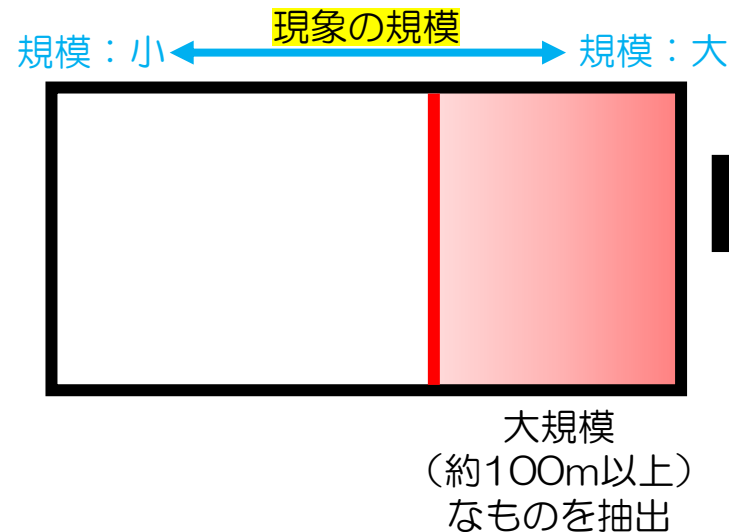 現象の規模
規模：小
規模：大
大規模
（約100m以上）
なものを抽出